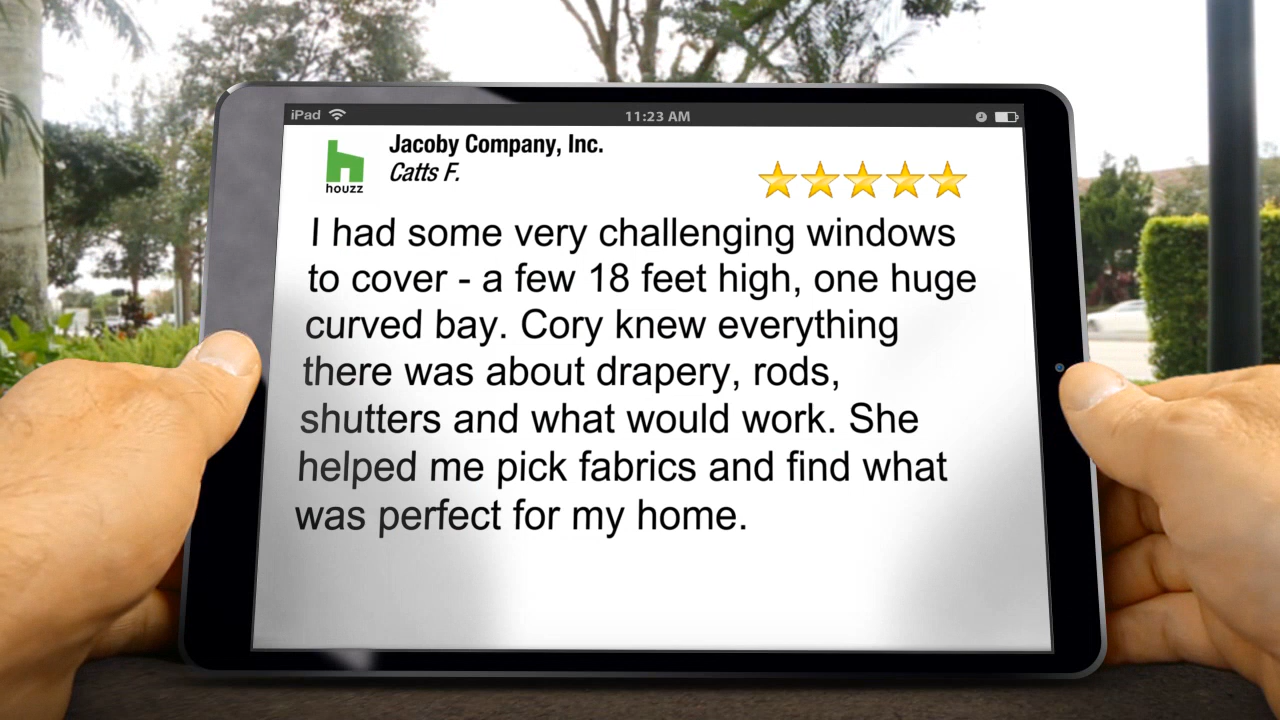 iPad 11:23 AM
houzz
Jacoby Company, Inc.
Catts F.
I had some very challenging windows
to cover - a few 18 feet high, one huge
curved bay. Cory knew everything
there was about drapery, rods,
shutters and what would work. She
helped me pick fabrics and find what
was perfect for my home.